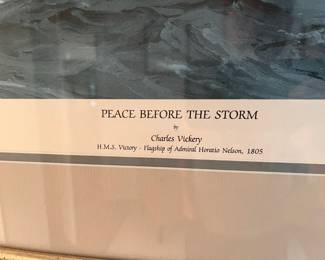 PEACE BEFORE THE STORM
by
Charles Vickery
H.M.S. Victory - Flagship of Admiral Horatio Nelson, 1805